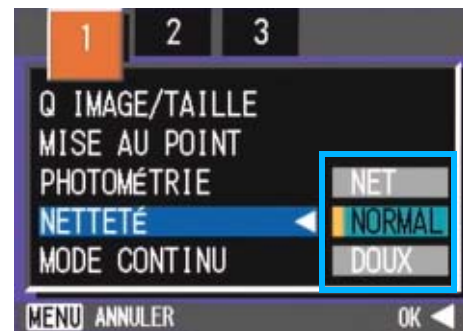 1 2 3
Q IMAGE/TAILLE
MISE AU POINT
PHOTOMÉTRIE NET
NETTETÉ ◀ NORMAL
MODE CONTINU DOUX
MENU ANNULER OK ◀